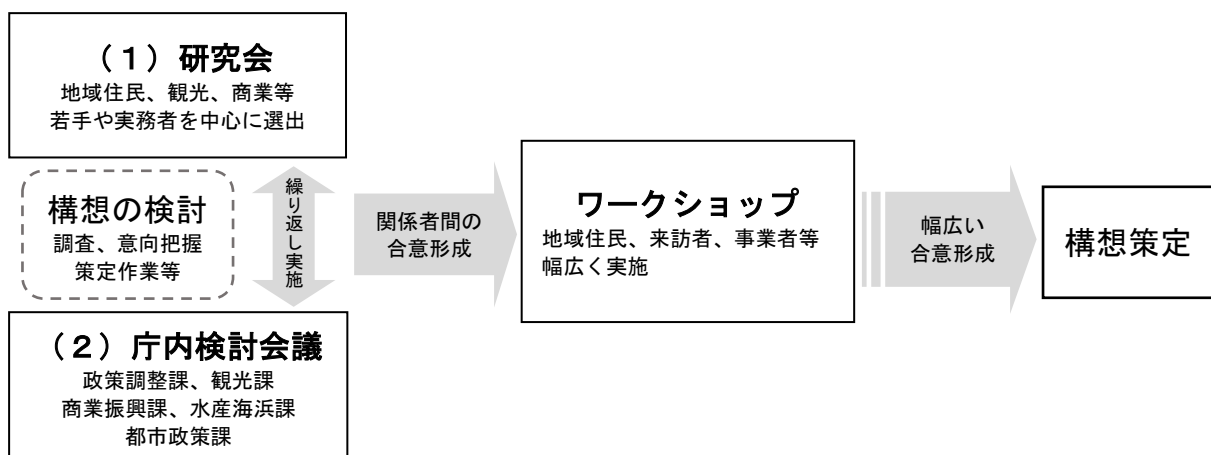 （１）研究会
地域住民、観光、商業等
若手や実務者を中心に選出
構想の検討
調査、意向把握
策定作業等
繰り返し実施
（２）庁内検討会議
政策調整課、観光課
商業振興課、水産海浜課
都市政策課
関係者間の
合意形成
ワークショップ
地域住民、来訪者、事業者等
幅広く実施
幅広い
合意形成
構想策定